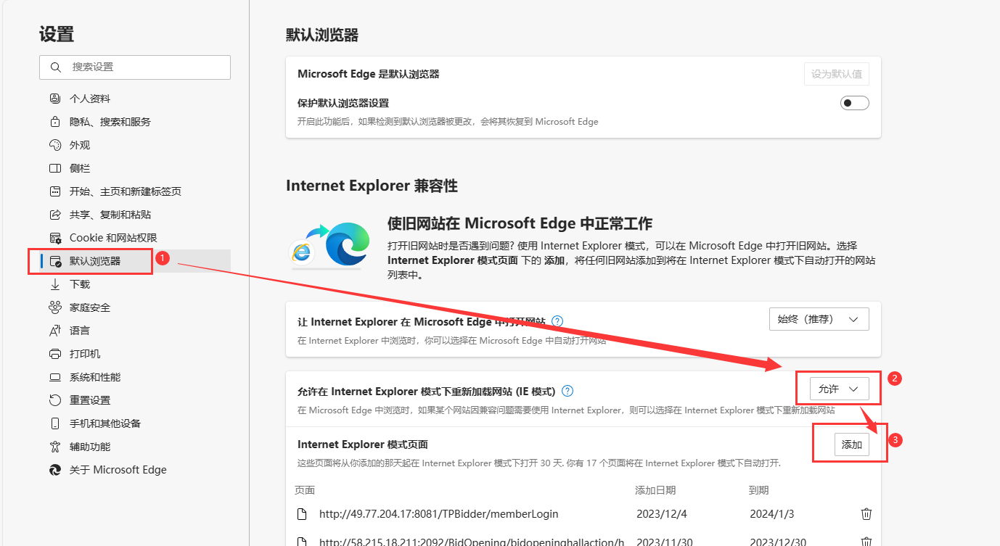 设置
搜索设置
个人资料
隐私、搜索和服务
外观
侧栏
开始、主页和新建标签页
共享、复制和粘贴
Cookie 和网站权限
默认浏览器
1
下载
家庭安全
语言
打印机
系统和性能
重置设置
手机和其他设备
辅助功能
关于 Microsoft Edge
默认浏览器
Microsoft Edge 是默认浏览器
设为默认值
保护默认浏览器设置
开启此功能后，如果检测到默认浏览器被更改，会将其恢复到 Microsoft Edge
Internet Explorer 兼容性
使旧网站在 Microsoft Edge 中正常工作
打开旧网站时是否遇到问题? 使用 Internet Explorer 模式，可以在 Microsoft Edge 中打开旧网站。选择
Internet Explorer 模式页面 下的 添加，将任何旧网站添加到将在 Internet Explorer 模式下自动打开的网站
列表中。
让 Internet Explorer 在 Microsoft Edge 中打开网站 ?
始终（推荐）
在 Internet Explorer 中浏览时，你可以选择在 Microsoft Edge 中自动打开网站
允许在 Internet Explorer 模式下重新加载网站 (IE 模式) ?
允许
2
在 Microsoft Edge 中浏览时，如果某个网站因兼容问题需要使用 Internet Explorer，则可以选择在 Internet Explorer 模式下重新加载网站
Internet Explorer 模式页面
添加
3
这些页面将从你添加的那天起在 Internet Explorer 模式下打开 30 天. 你有 17 个页面将在 Internet Explorer 模式下自动打开.
页面 添加日期 到期
http://49.77.204.17:8081/TPBidder/memberLogin 2023/12/4 2024/1/3
http://58.215.18.211:2092/BidOpening/bidopeninghallaction/h 2023/11/30 2023/12/30